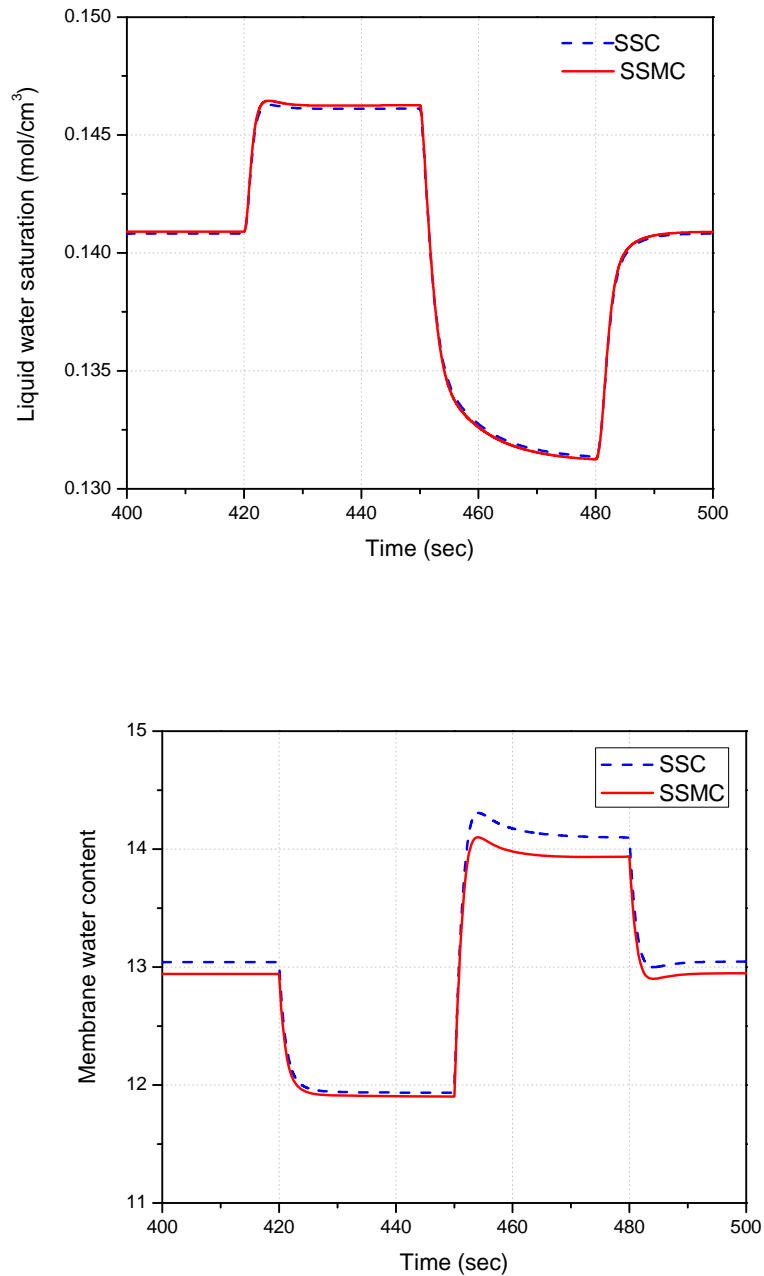 0.150
SSC
SSMC
0.145
0.140
0.135
0.130
Liquid water saturation (mol/cm³)
400 420 440 460 480 500
Time (sec)
15
SSC
SSMC
14
13
12
11
Membrane water content
400 420 440 460 480 500
Time (sec)